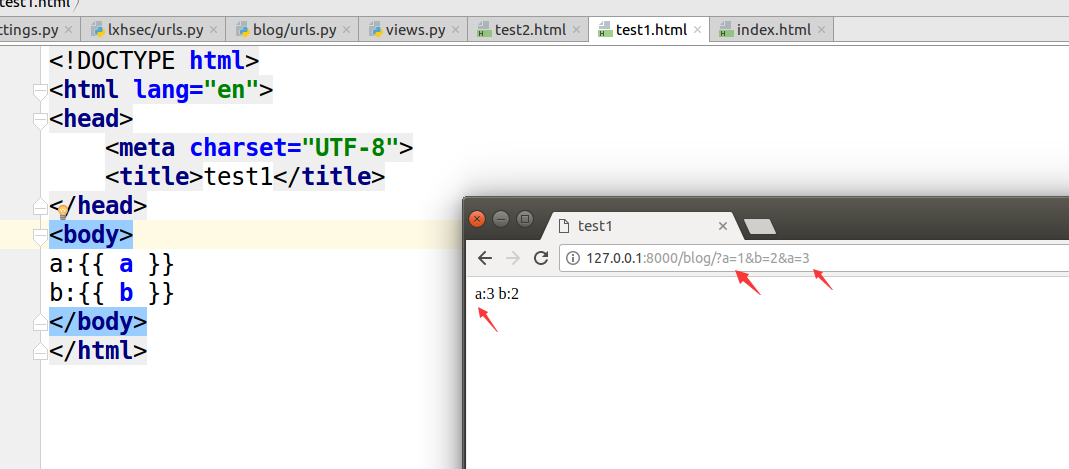 test1.html
ttings.py lxhsec/urls.py blog/urls.py views.py test2.html test1.html index.html
<!DOCTYPE html>
<html lang="en">
<head>
<meta charset="UTF-8">
<title>test1</title>
</head>
<body>
a:{{ a }}
b:{{ b }}
</body>
</html>
test1
127.0.0.1:8000/blog/?a=1&b=2&a=3
a:3 b:2